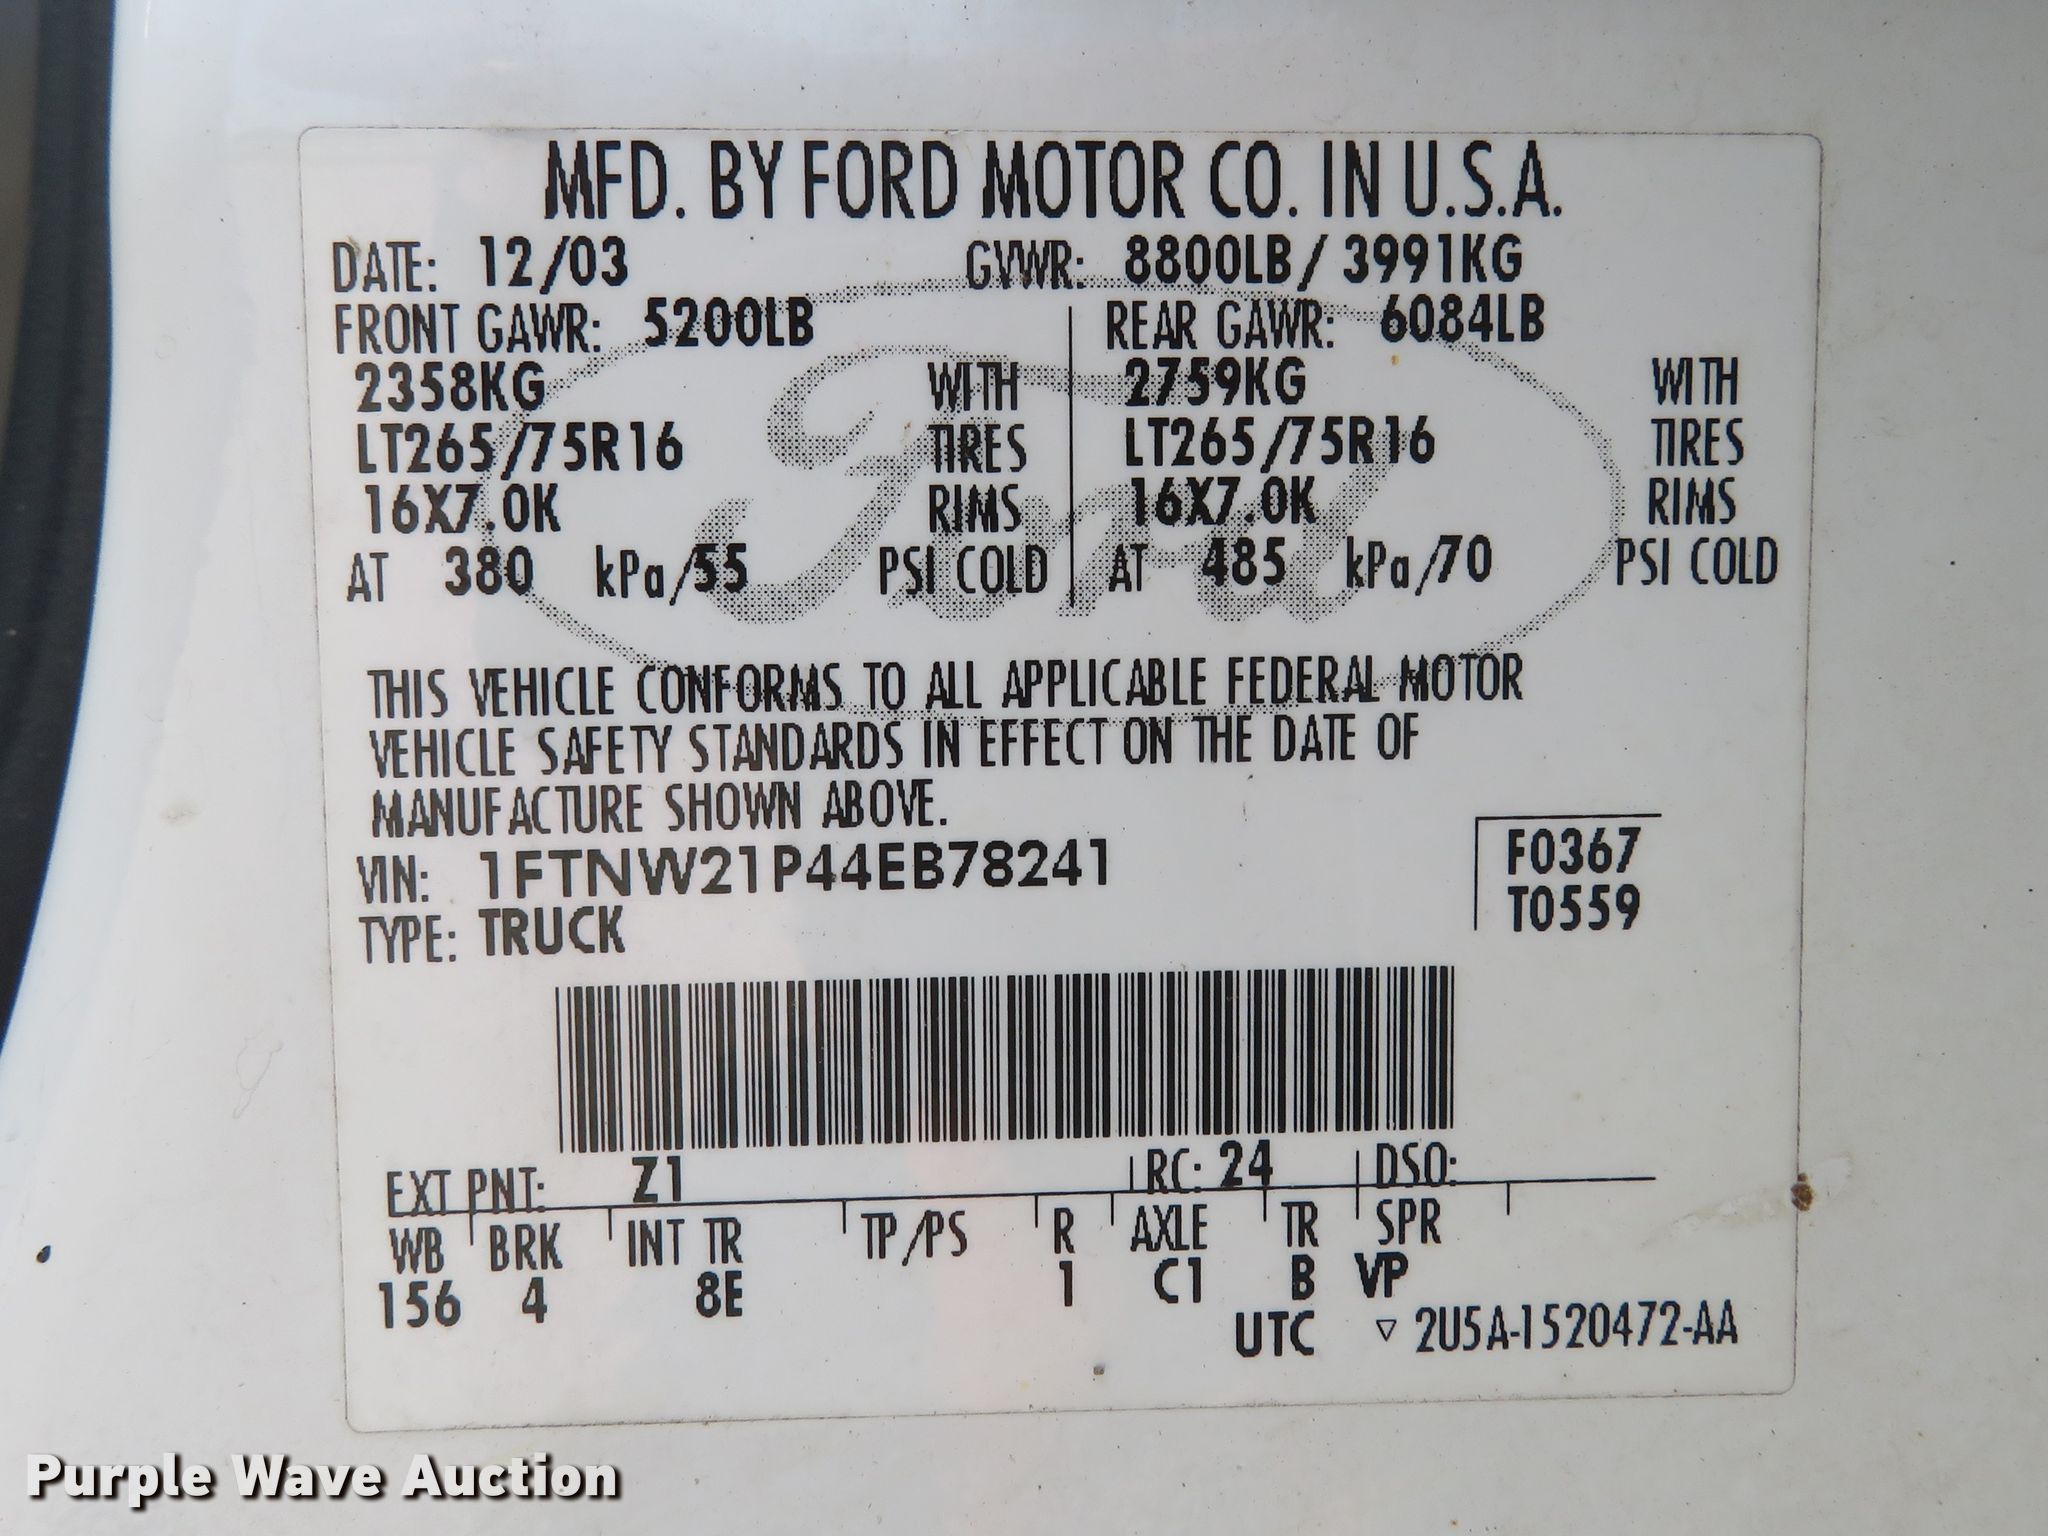 MFD. BY FORD MOTOR CO. IN U.S.A.
DATE: 12/03 GVWR: 8800LB / 3991KG
FRONT GAWR: 5200LB REAR GAWR: 6084LB
2358KG WITH 2759KG WITH
LT265/75R16 TIRES LT265/75R16 TIRES
16X7.0K RIMS 16X7.0K RIMS
AT 380 kPa/55 PSI COLD AT 485 kPa/70 PSI COLD
Ford
THIS VEHICLE CONFORMS TO ALL APPLICABLE FEDERAL MOTOR
VEHICLE SAFETY STANDARDS IN EFFECT ON THE DATE OF
MANUFACTURE SHOWN ABOVE.
VIN: 1FTNW21P44EB78241 F0367
TYPE: TRUCK T0559
EXT PNT: Z1 RC: 24 DSO:
WB BRK INT TR TP/PS R AXLE TR SPR
156 4 8E 1 C1 B VP
UTC ▽ 2U5A-1520472-AA
Purple Wave Auction